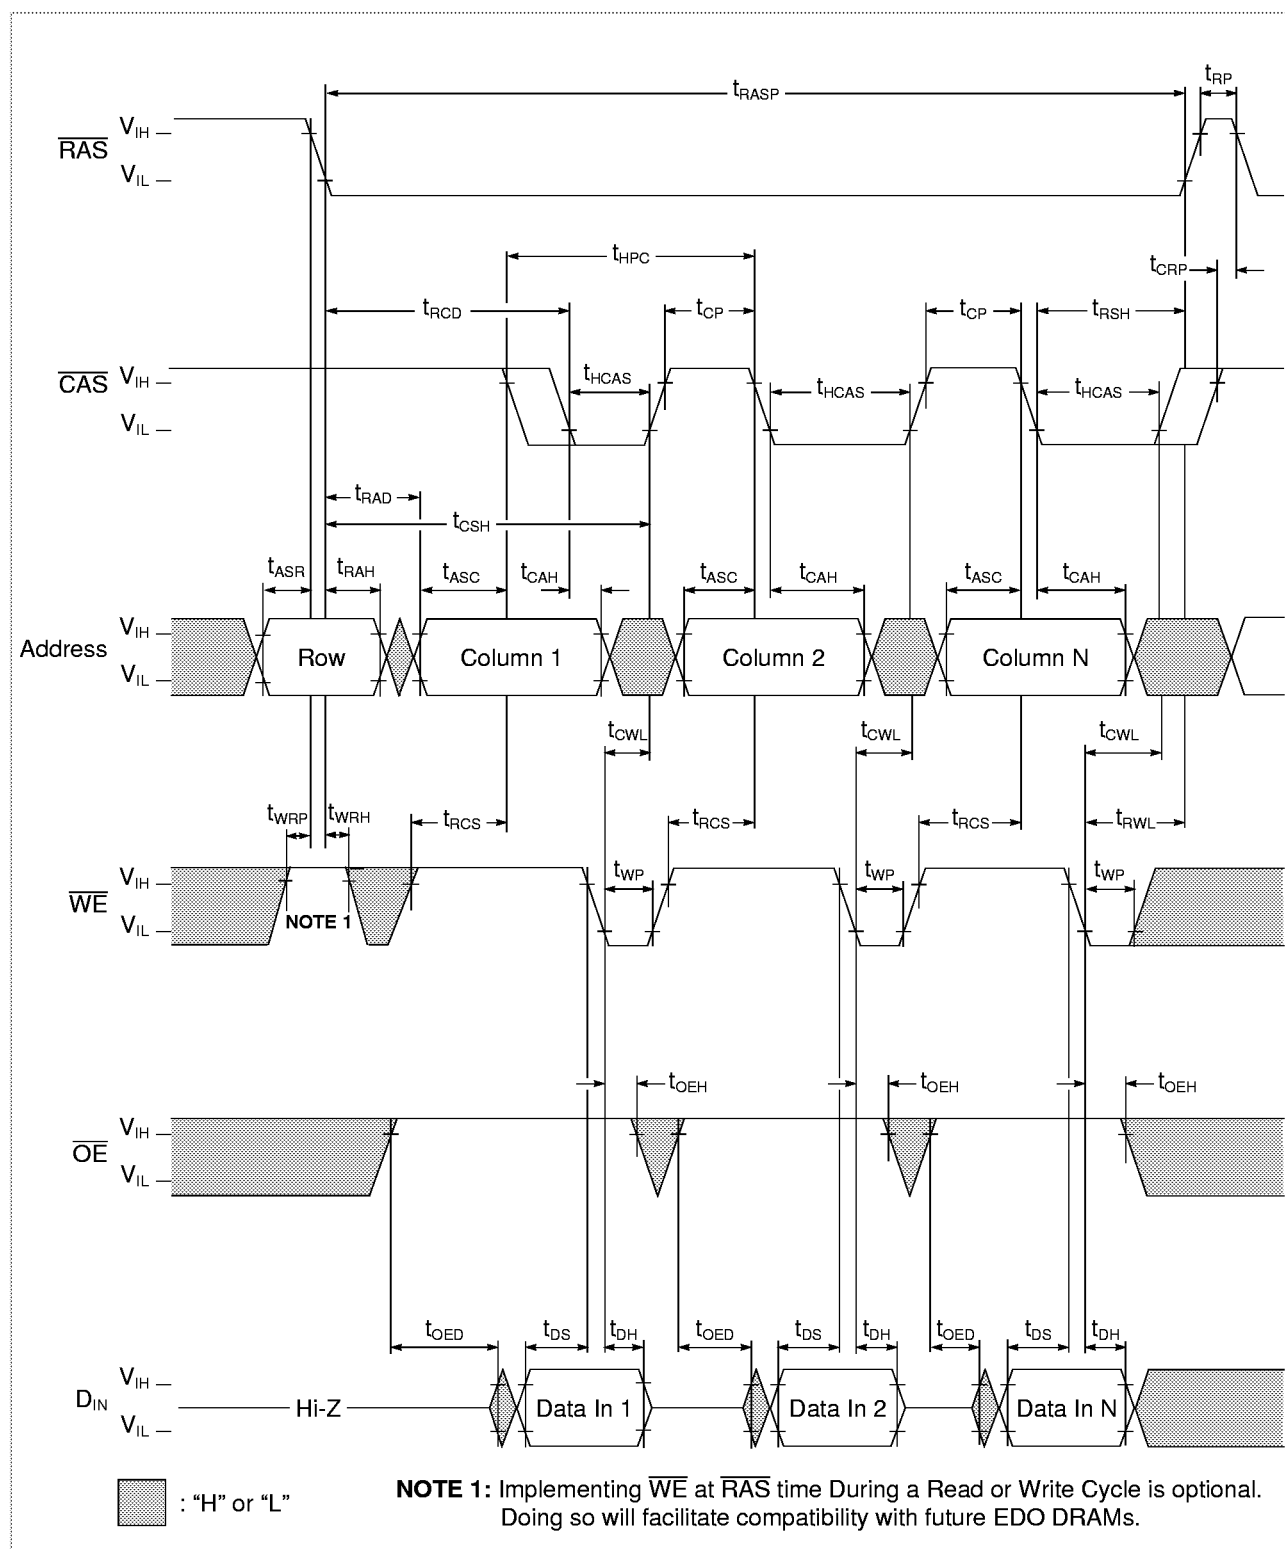 tRASP
tRP
RAS
VIH
VIL
tHPC
tCRP
tRCD
tCP
tCP
tRSH
CAS
VIH
VIL
tHCAS
tHCAS
tHCAS
tRAD
tCSH
tASR
tRAH
tASC
tCAH
tASC
tCAH
tASC
tCAH
Address
VIH
VIL
Row
Column 1
Column 2
Column N
tCWL
tCWL
tCWL
tWRP
tWRH
tRCS
tRCS
tRCS
tRWL
WE
VIH
VIL
NOTE 1
tWP
tWP
tWP
tOEH
tOEH
tOEH
OE
VIH
VIL
tOED
tDS
tDH
tOED
tDS
tDH
tOED
tDS
tDH
DIN
VIH
VIL
Hi-Z
Data In 1
Data In 2
Data In N
: “H” or “L”
NOTE 1: Implementing WE at RAS time During a Read or Write Cycle is optional.
Doing so will facilitate compatibility with future EDO DRAMs.